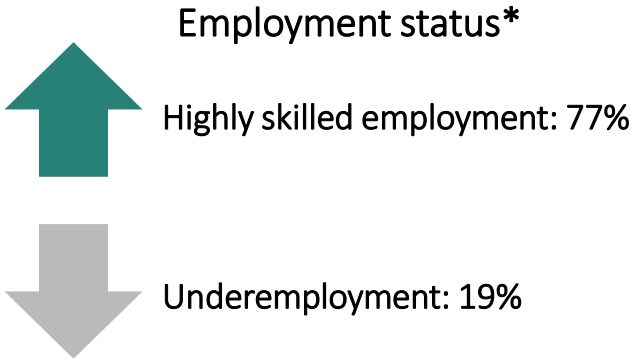 Employment status*
Highly skilled employment: 77%
Underemployment: 19%